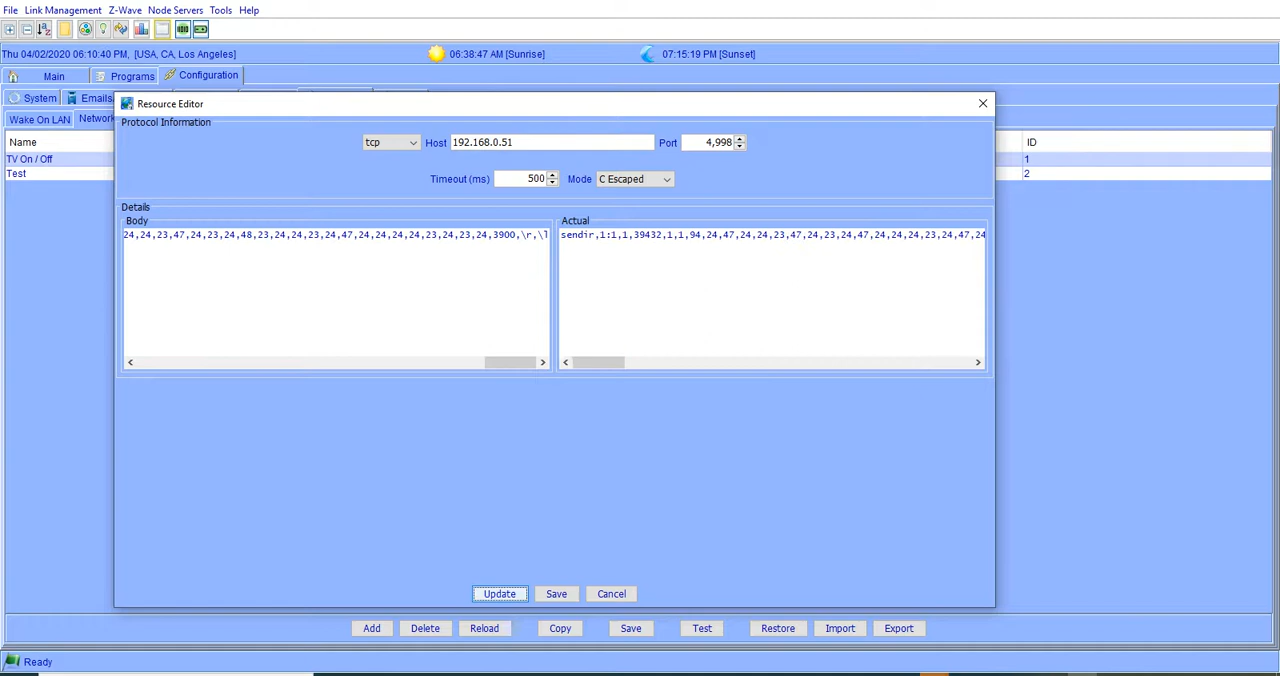 File Link Management Z-Wave Node Servers Tools Help
Thu 04/02/2020 06:10:40 PM, [USA, CA, Los Angeles] 06:38:47 AM [Sunrise] 07:15:19 PM [Sunset]
Main Programs Configuration
System Emails
Wake On LAN Network
Name ID
TV On / Off 1
Test 2
Resource Editor
Protocol Information
tcp Host 192.168.0.51 Port 4,998
Timeout (ms) 500 Mode C Escaped
Details
Body Actual
24,24,23,47,24,23,24,48,23,24,24,23,24,47,24,24,24,24,23,24,23,24,3900,\r,\l sendir,1:1,1,39432,1,1,94,24,47,24,24,23,47,24,23,24,47,24,24,24,23,24,47,24
Update Save Cancel
Add Delete Reload Copy Save Test Restore Import Export
Ready